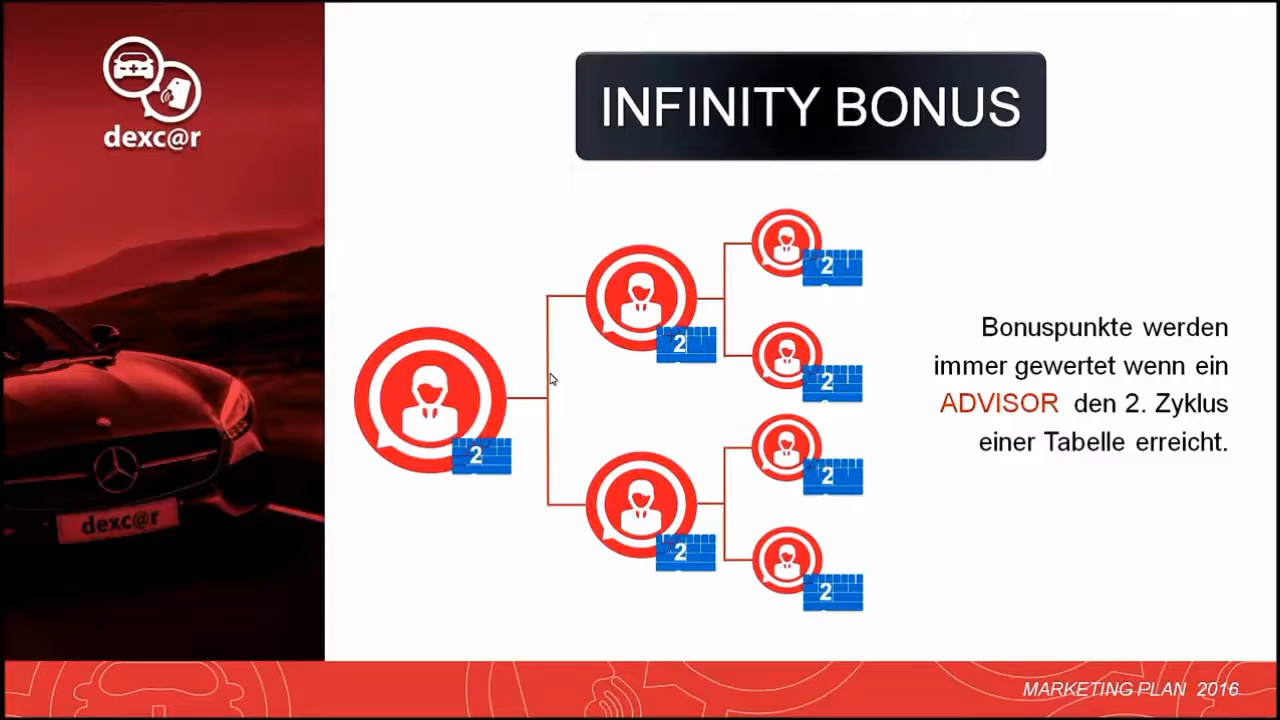 dexc@r
INFINITY BONUS
2
2
2
2
2
2
2
Bonuspunkte werden
immer gewertet wenn ein
ADVISOR den 2. Zyklus
einer Tabelle erreicht.
dexc@r
MARKETING PLAN 2016